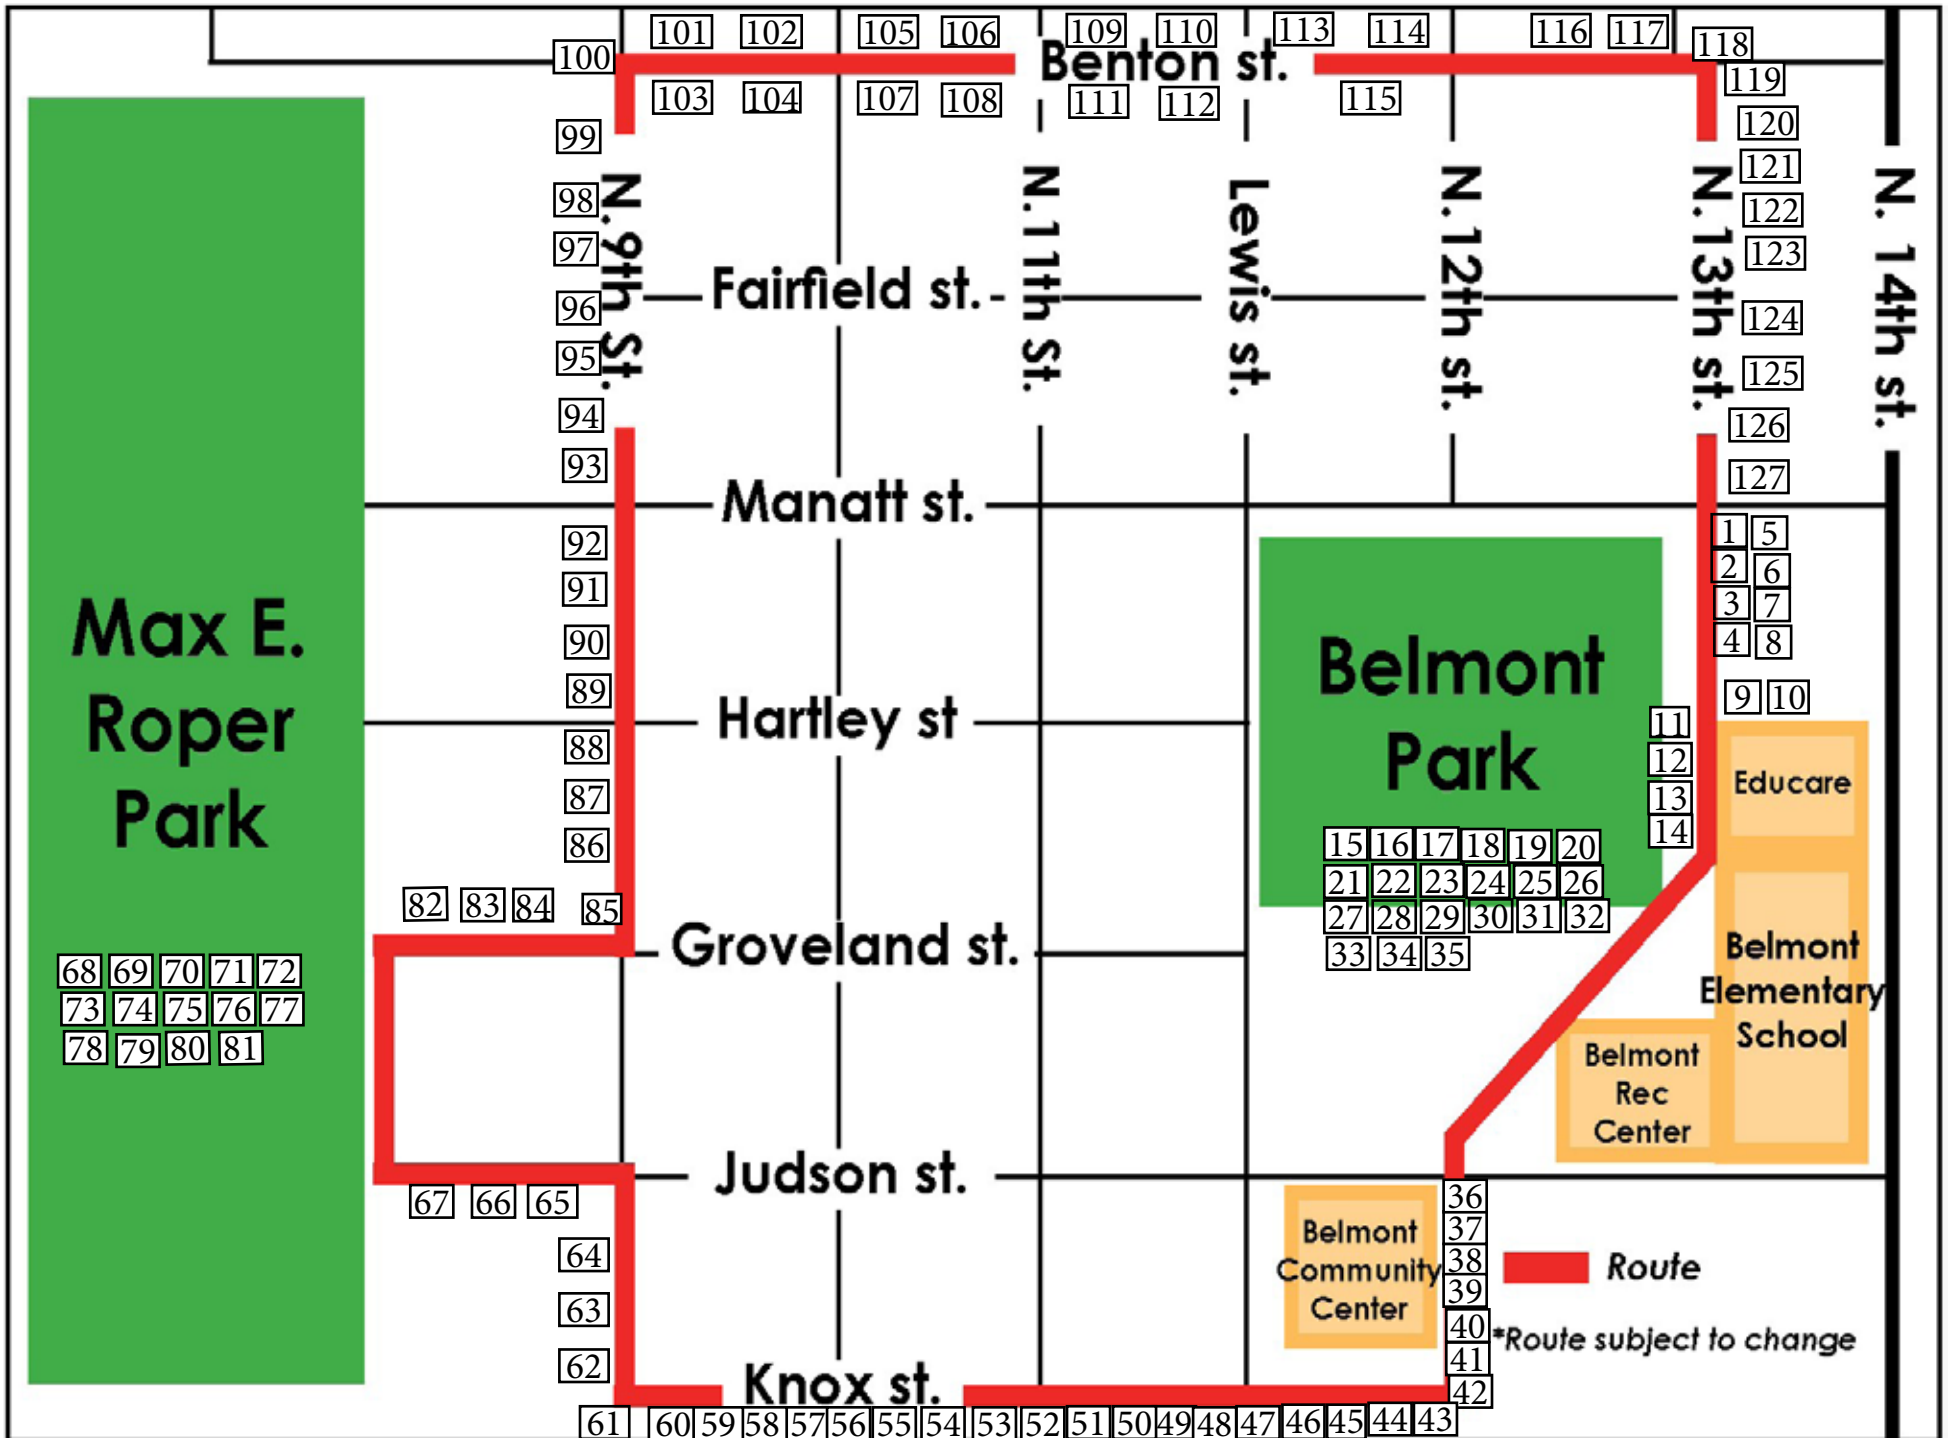 101 102 105 106 109 110 113 114 116 117
100 Benton st. 118
103 104 107 108 111 112 115 119
99 120
98 121
97 122
96 123
95 124
94 125
93 126
127
N. 9th St.
N. 11th St.
Lewis st.
N. 12th st.
N. 13th st.
N. 14th st.
Fairfield st.
Manatt st.
92 1 5
91 2 6
90 3 7
89 4 8
9 10
Max E.
Roper
Park
Hartley st
Belmont
Park
88 11
87 12
86 13
14
Educare
15 16 17 18 19 20
21 22 23 24 25 26
27 28 29 30 31 32
33 34 35
82 83 84 85
Groveland st.
Belmont
Elementary
School
68 69 70 71 72
73 74 75 76 77
78 79 80 81
Belmont
Rec
Center
Judson st.
67 66 65
64
63
62
36
37
38
39
40
41
42
Belmont
Community
Center
Route
*Route subject to change
Knox st.
61 60 59 58 57 56 55 54 53 52 51 50 49 48 47 46 45 44 43